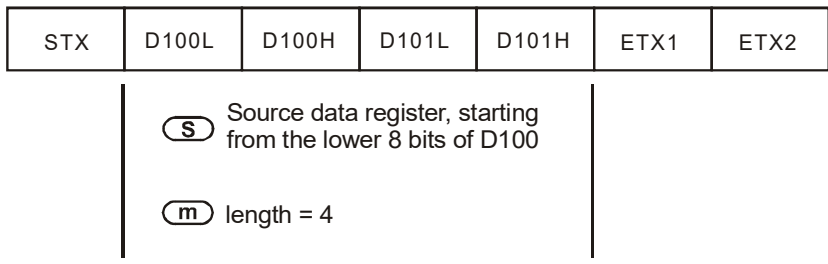 STX D100L D100H D101L D101H ETX1 ETX2
S Source data register, starting
from the lower 8 bits of D100
m length = 4